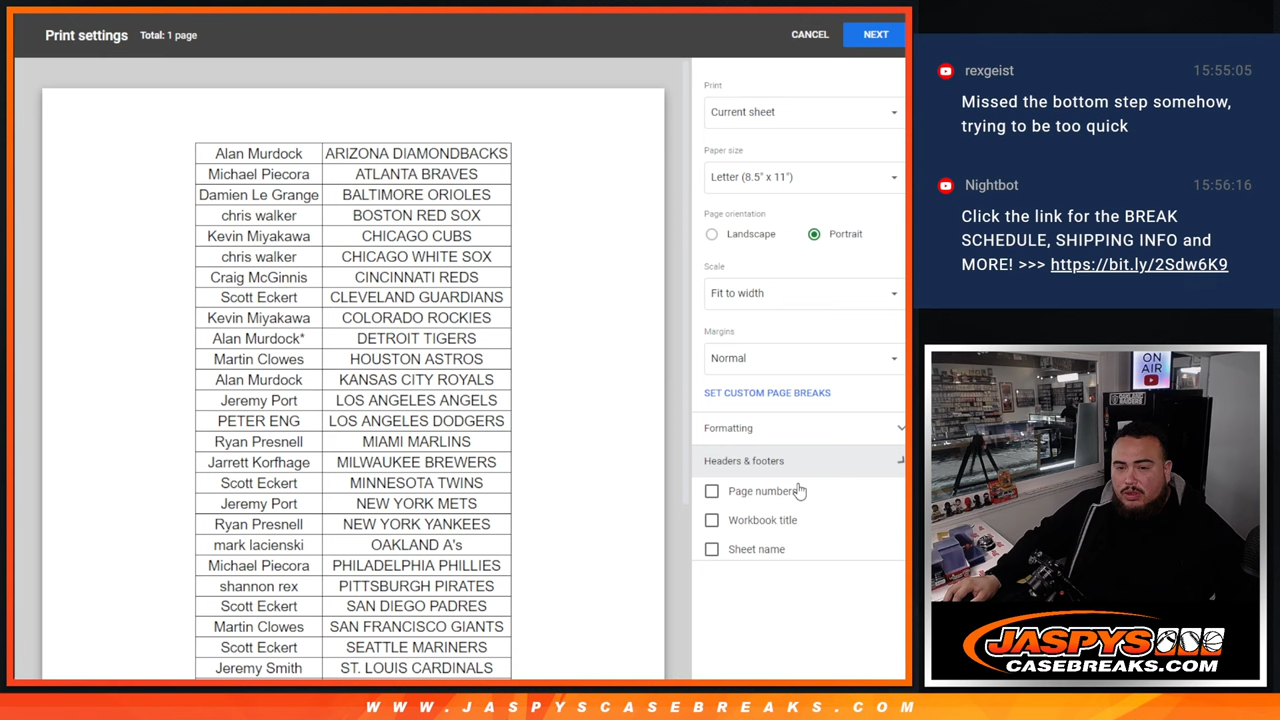 Print settings Total: 1 page CANCEL NEXT
Alan Murdock ARIZONA DIAMONDBACKS
Michael Piecora ATLANTA BRAVES
Damien Le Grange BALTIMORE ORIOLES
chris walker BOSTON RED SOX
Kevin Miyakawa CHICAGO CUBS
chris walker CHICAGO WHITE SOX
Craig McGinnis CINCINNATI REDS
Scott Eckert CLEVELAND GUARDIANS
Kevin Miyakawa COLORADO ROCKIES
Alan Murdock* DETROIT TIGERS
Martin Clowes HOUSTON ASTROS
Alan Murdock KANSAS CITY ROYALS
Jeremy Port LOS ANGELES ANGELS
PETER ENG LOS ANGELES DODGERS
Ryan Presnell MIAMI MARLINS
Jarrett Korfhage MILWAUKEE BREWERS
Scott Eckert MINNESOTA TWINS
Jeremy Port NEW YORK METS
Ryan Presnell NEW YORK YANKEES
mark lacienski OAKLAND A's
Michael Piecora PHILADELPHIA PHILLIES
shannon rex PITTSBURGH PIRATES
Scott Eckert SAN DIEGO PADRES
Martin Clowes SAN FRANCISCO GIANTS
Scott Eckert SEATTLE MARINERS
Jeremy Smith ST. LOUIS CARDINALS
Print
Current sheet
Paper size
Letter (8.5" x 11")
Page orientation
Landscape Portrait
Scale
Fit to width
Margins
Normal
SET CUSTOM PAGE BREAKS
Formatting
Headers & footers
Page numbers
Workbook title
Sheet name
rexgeist 15:55:05
Missed the bottom step somehow,
trying to be too quick
Nightbot 15:56:16
Click the link for the BREAK
SCHEDULE, SHIPPING INFO and
MORE! >>> https://bit.ly/2Sdw6K9
ON
AIR
JASPYS
CASEBREAKS.COM
WWW.JASPYSCASEBREAKS.COM